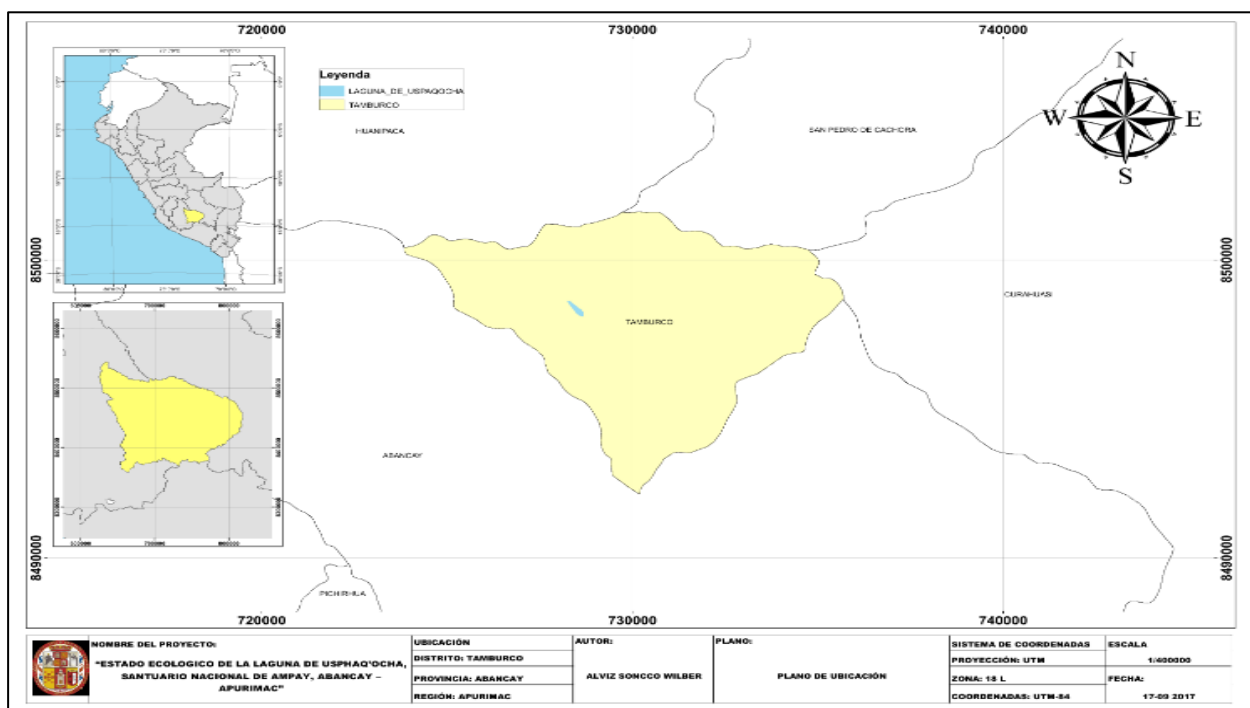 720000
730000
740000
Leyenda
LAGUNA_DE_USPAQOCHA
TAMBURCO
HUANIPACA
SAN PEDRO DE CACHORA
N
W
E
S
8500000
8500000
TAMBURCO
CURAHUASI
ABANCAY
8490000
8490000
PICHIRHUA
720000
730000
740000
NOMBRE DEL PROYECTO:
"ESTADO ECOLOGICO DE LA LAGUNA DE USPHAQ'OCHA,
SANTUARIO NACIONAL DE AMPAY, ABANCAY –
APURIMAC"
UBICACIÓN
DISTRITO: TAMBURCO
PROVINCIA: ABANCAY
REGIÓN: APURIMAC
AUTOR:
ALVIZ SONCCO WILBER
PLANO:
PLANO DE UBICACIÓN
SISTEMA DE COORDENADAS
PROYECCIÓN: UTM
ZONA: 18 L
COORDENADAS: UTM-84
ESCALA
1/400000
FECHA:
17-09 2017